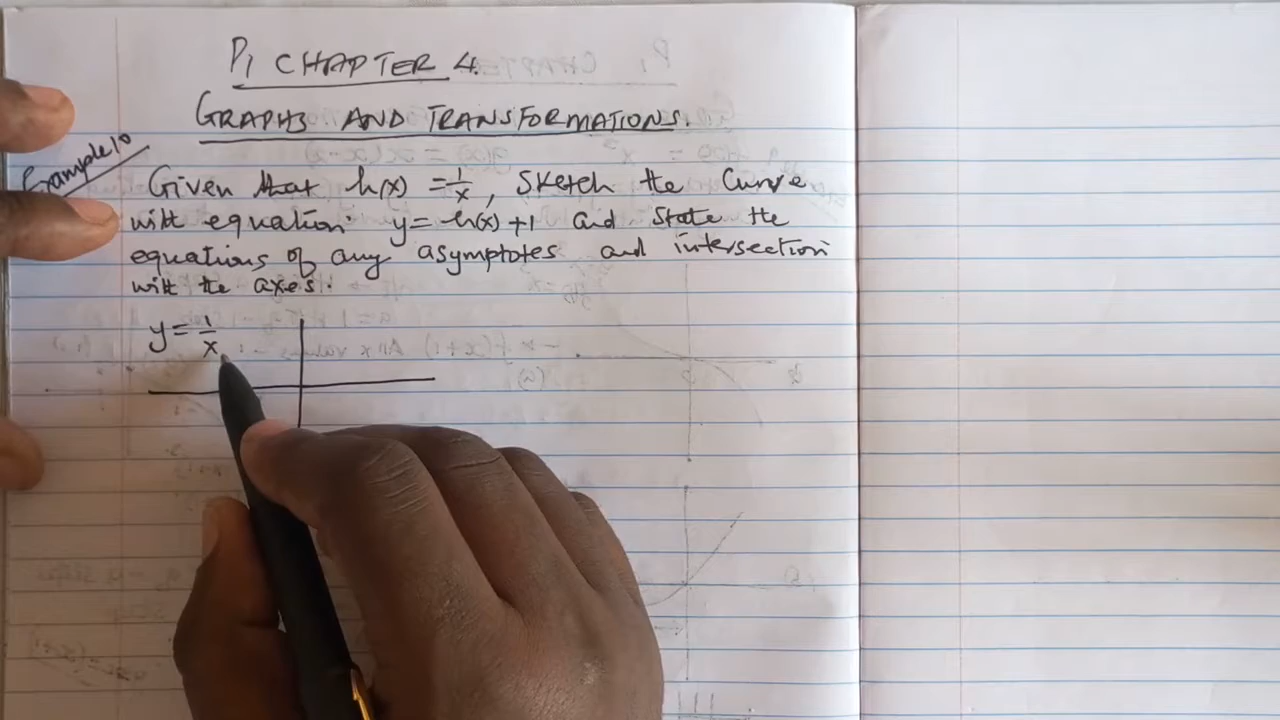 P1 CHAPTER 4.
GRAPHS AND TRANSFORMATIONS.
Example 10
Given that h(x) = 1/x, Sketch the Curve
with equation y = h(x) + 1 and State the
equations of any asymptotes and intersection
with the axes.
y = 1/x